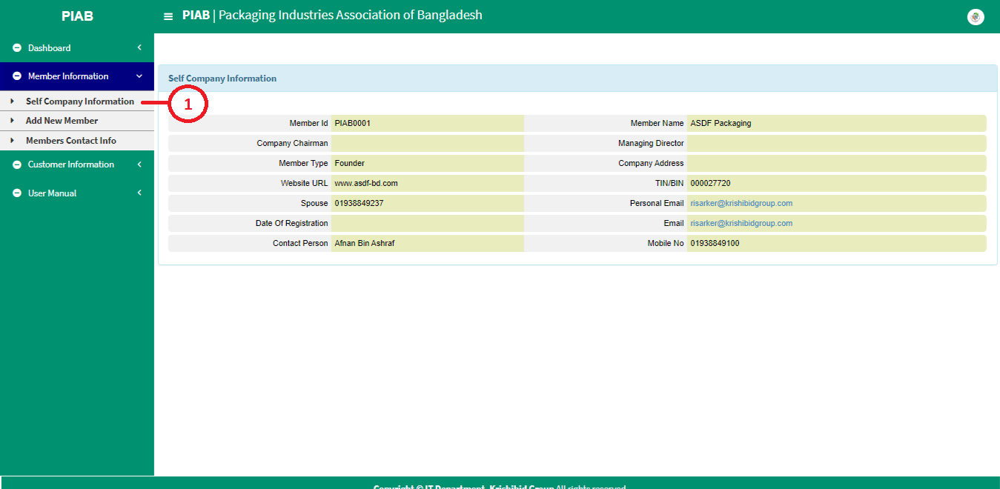 PIAB
PIAB | Packaging Industries Association of Bangladesh
Dashboard
Member Information
Self Company Information
Add New Member
Members Contact Info
Customer Information
User Manual
Self Company Information
1
Member Id PIAB0001 Member Name ASDF Packaging
Company Chairman Managing Director
Member Type Founder Company Address
Website URL www.asdf-bd.com TIN/BIN 000027720
Spouse 01938849237 Personal Email risarker@krishibidgroup.com
Date Of Registration Email risarker@krishibidgroup.com
Contact Person Afnan Bin Ashraf Mobile No 01938849100
Copyright © IT Department, Krishibid Group All rights reserved